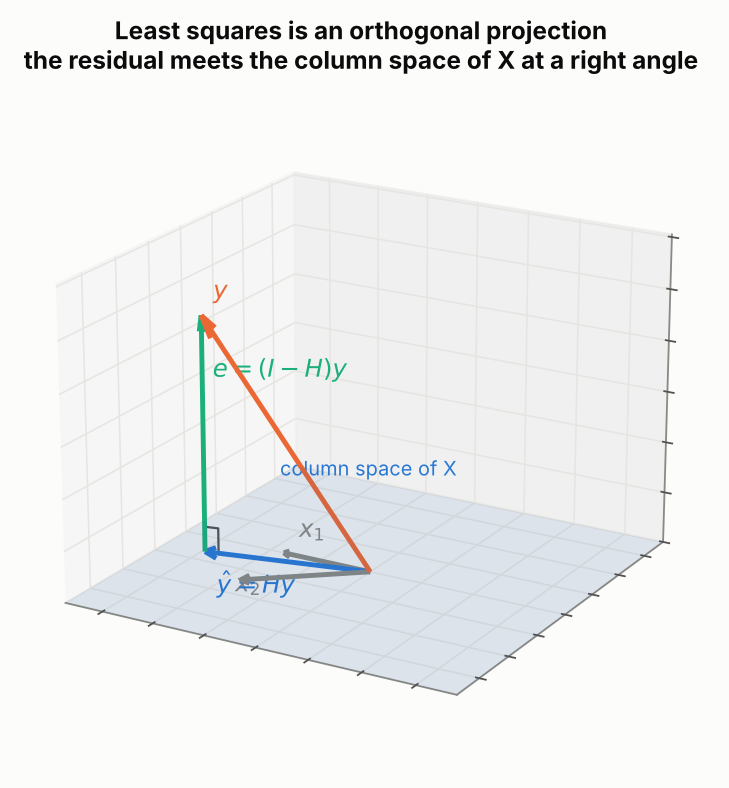 Least squares is an orthogonal projection
the residual meets the column space of X at a right angle
y
e = (I − H)y
column space of X
x₁
ŷ = Hy
x₂